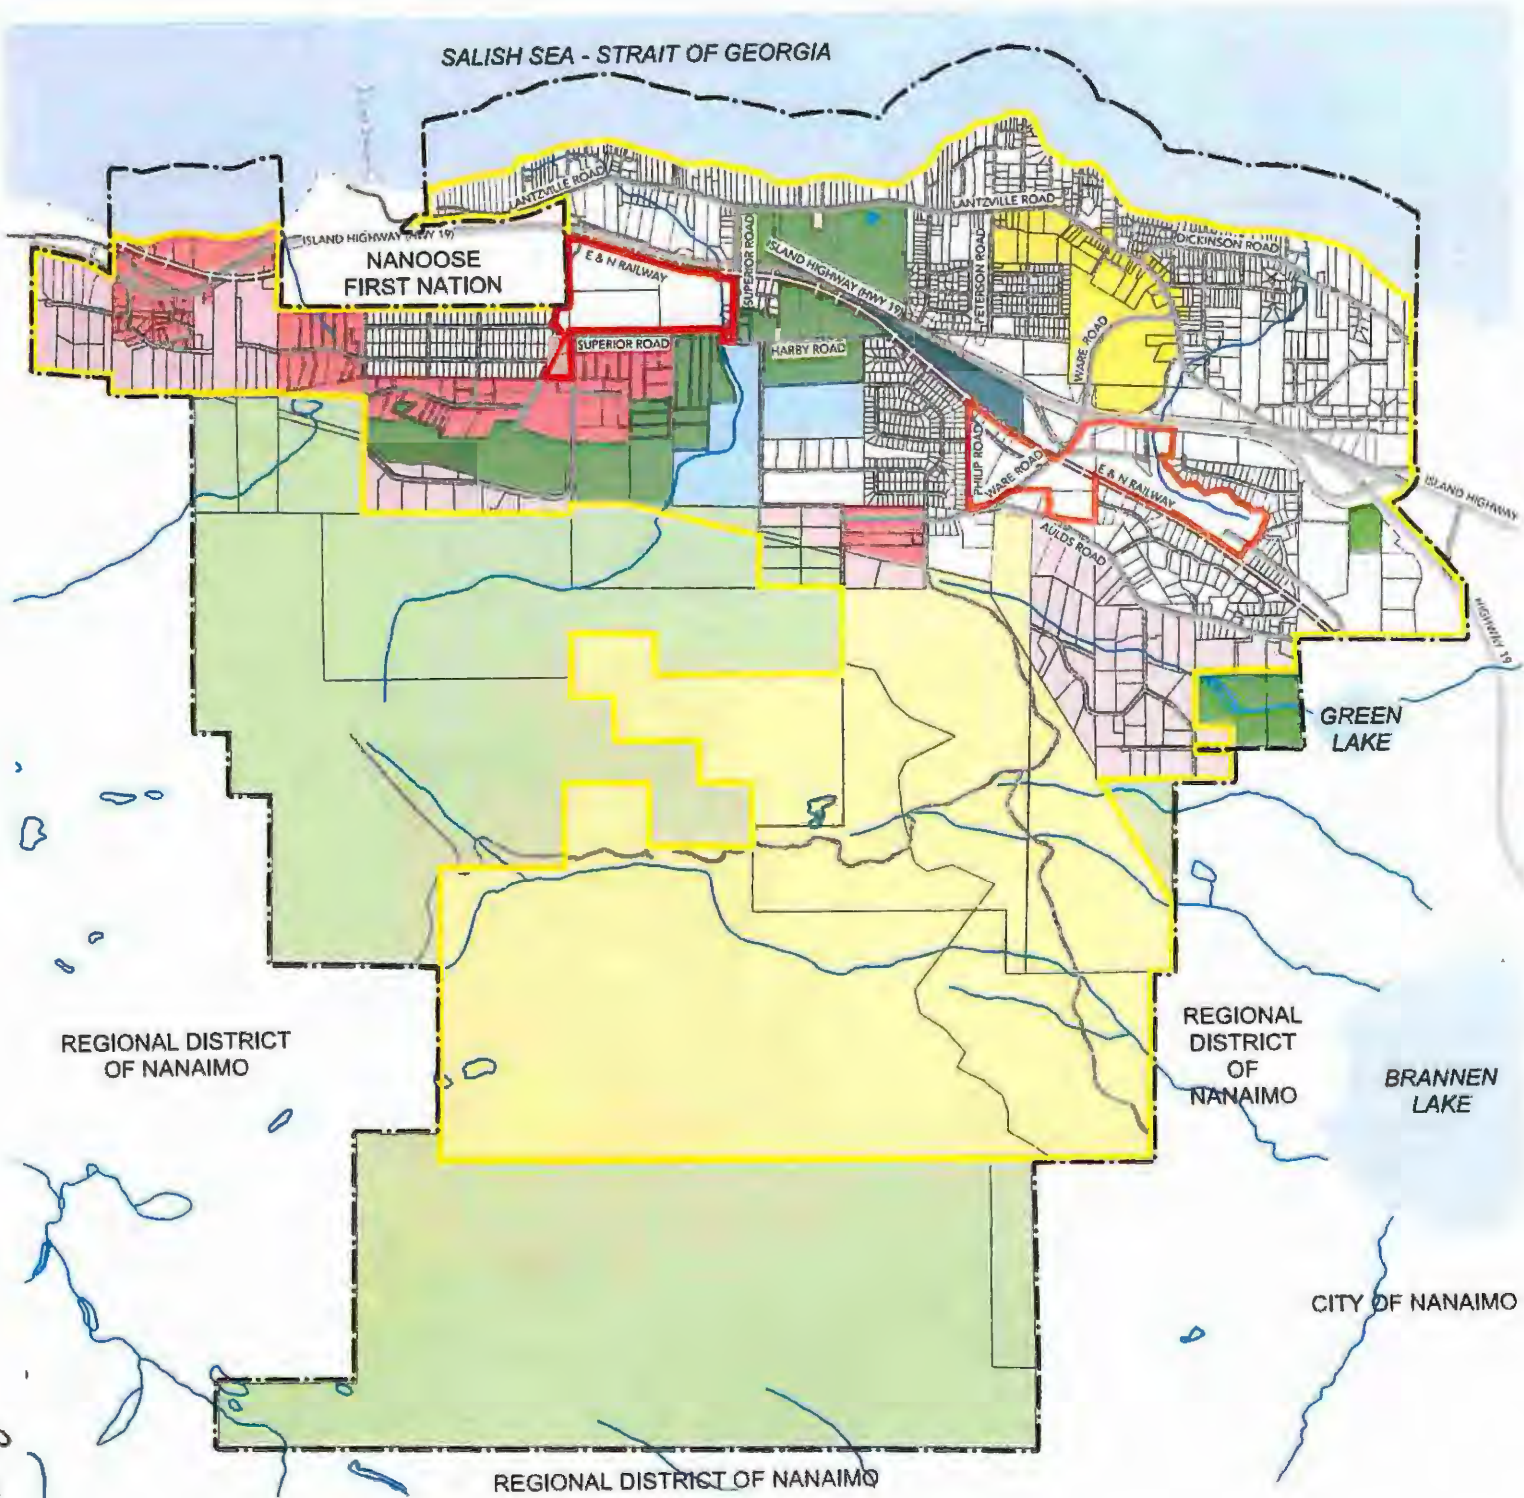 SALISH SEA - STRAIT OF GEORGIA
LANTZVILLE ROAD
LANTZVILLE ROAD
ISLAND HIGHWAY (HWY 19)
NANOOSE
FIRST NATION
E & N RAILWAY
SUPERIOR ROAD
ISLAND HIGHWAY (HWY 19)
PETERSON ROAD
DICKINSON ROAD
SUPERIOR ROAD
HARBY ROAD
WARE ROAD
PHILIP ROAD
WARE ROAD
E & N RAILWAY
ISLAND HIGHWAY
AULDS ROAD
HIGHWAY 19
GREEN
LAKE
REGIONAL DISTRICT
OF NANAIMO
REGIONAL
DISTRICT
OF
NANAIMO
BRANNEN
LAKE
CITY OF NANAIMO
REGIONAL DISTRICT OF NANAIMO